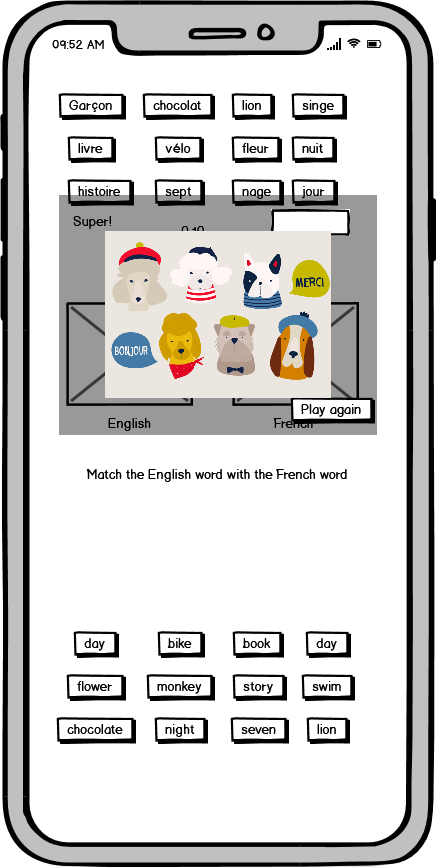 09:52 AM
Garçon chocolat lion singe
livre vélo fleur nuit
histoire sept nage jour
Super!
MERCI
BONJOUR
Play again
English French
Match the English word with the French word
day bike book day
flower monkey story swim
chocolate night seven lion